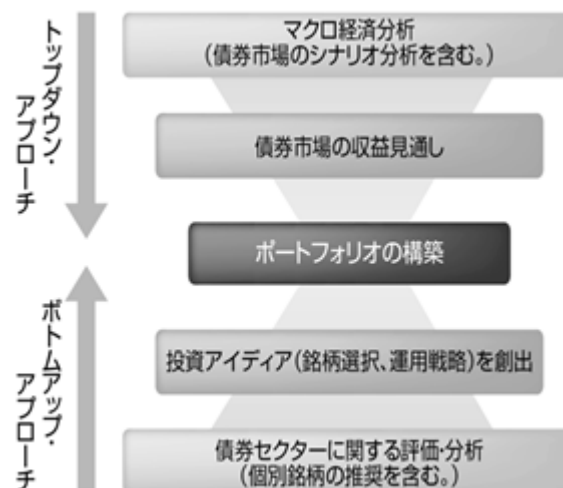 トップダウン・
アプローチ
マクロ経済分析
(債券市場のシナリオ分析を含む。)
債券市場の収益見通し
ポートフォリオの構築
ボトムアップ・
アプローチ
投資アイディア(銘柄選択、運用戦略)を創出
債券セクターに関する評価・分析
(個別銘柄の推奨を含む。)